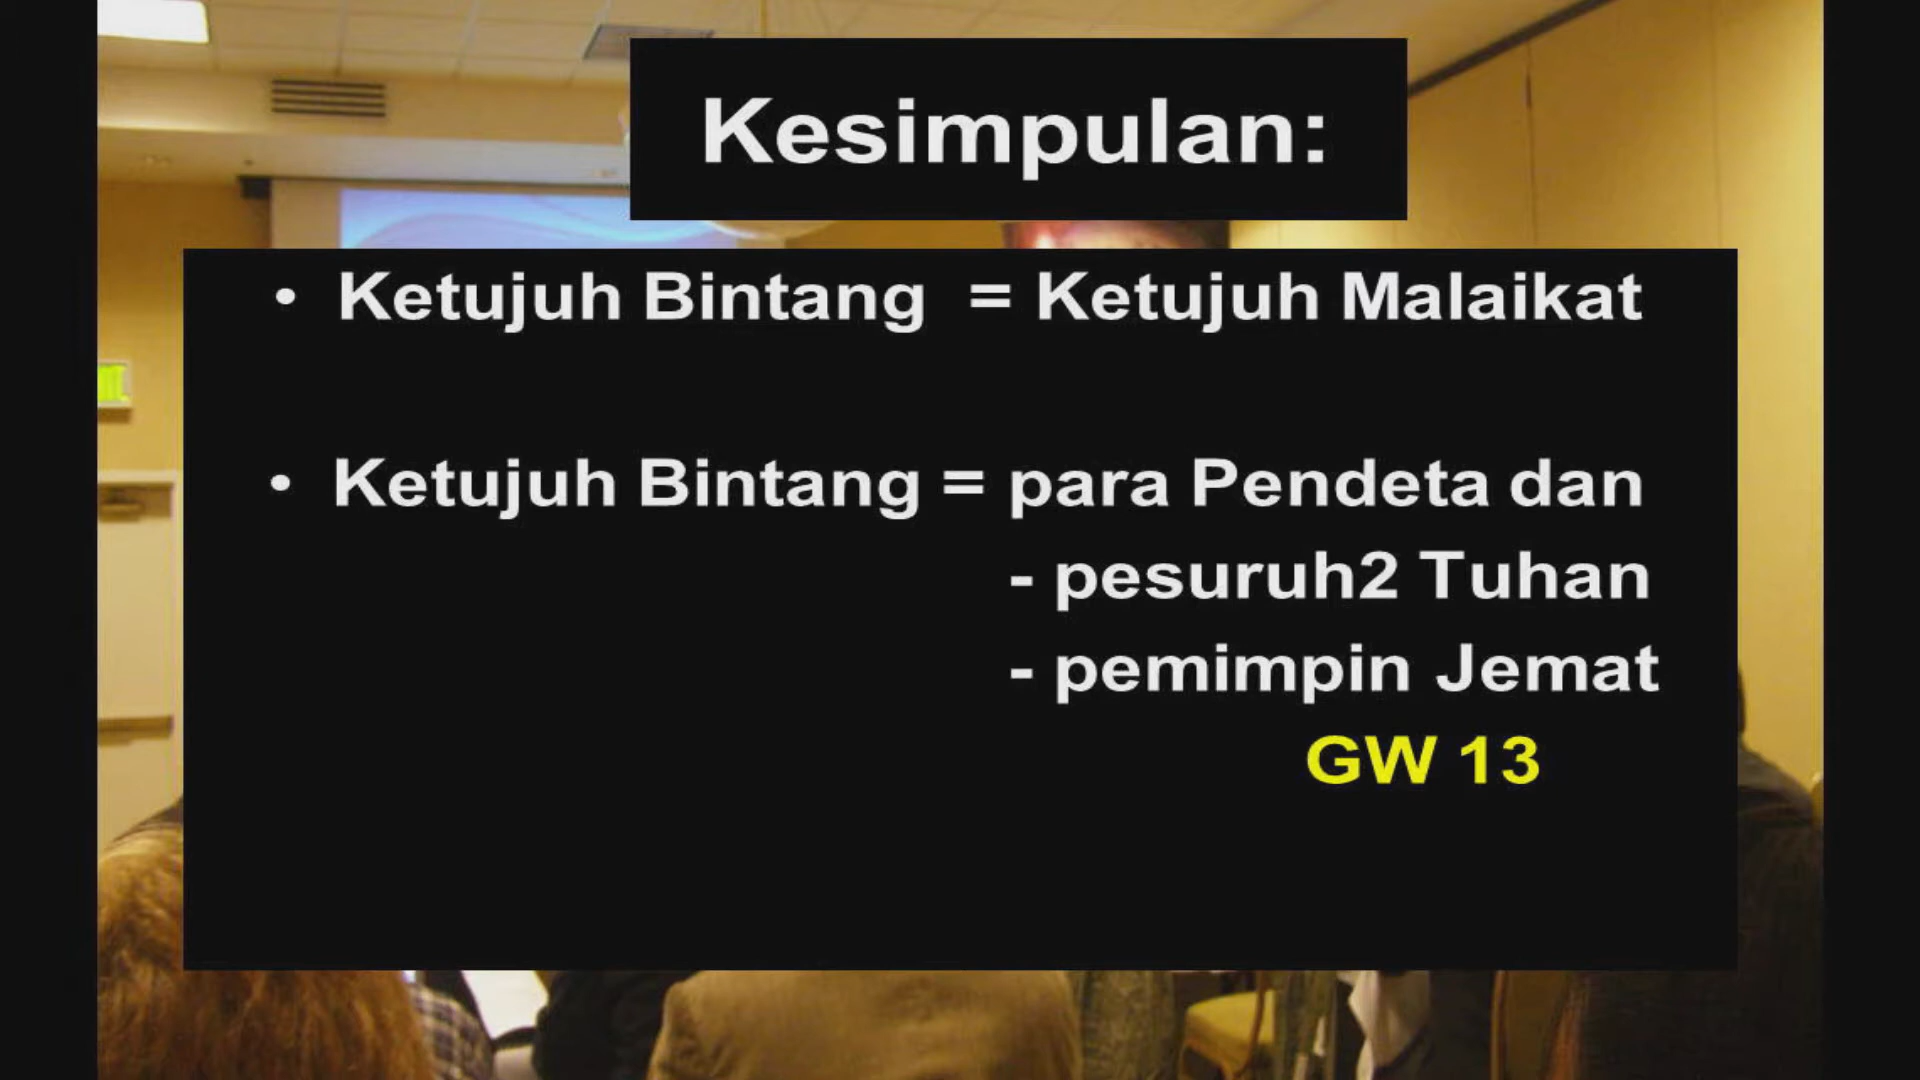 Kesimpulan:
• Ketujuh Bintang = Ketujuh Malaikat
• Ketujuh Bintang = para Pendeta dan
- pesuruh2 Tuhan
- pemimpin Jemat
GW 13